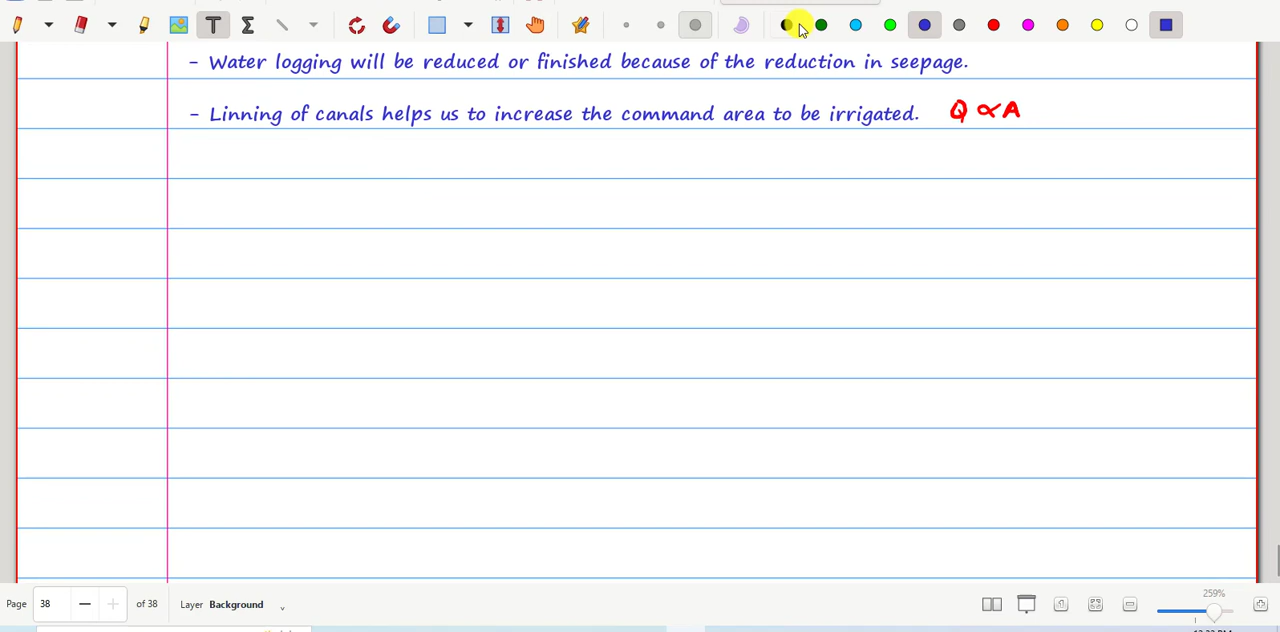 - Water logging will be reduced or finished because of the reduction in seepage.
- Linning of canals helps us to increase the command area to be irrigated. Q ∝ A
Page 38 of 38 Layer Background 259%